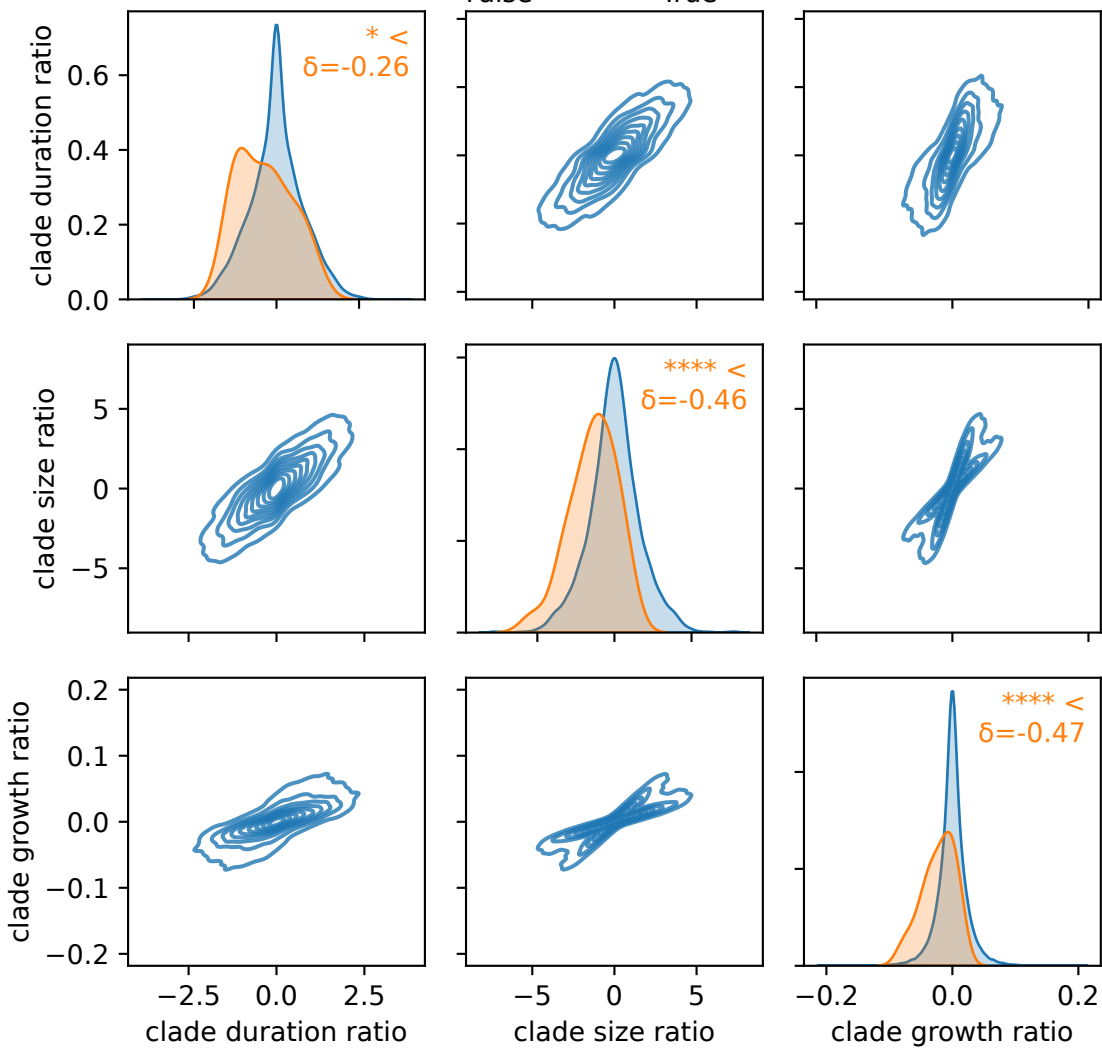 clade duration ratio
0.6
0.4
0.2
0.0
* <
δ=-0.26
clade size ratio
5
0
−5
**** <
δ=-0.46
clade growth ratio
0.2
0.1
0.0
−0.1
−0.2
**** <
δ=-0.47
−2.5 0.0 2.5
−5 0 5
−0.2 0.0 0.2
clade duration ratio
clade size ratio
clade growth ratio